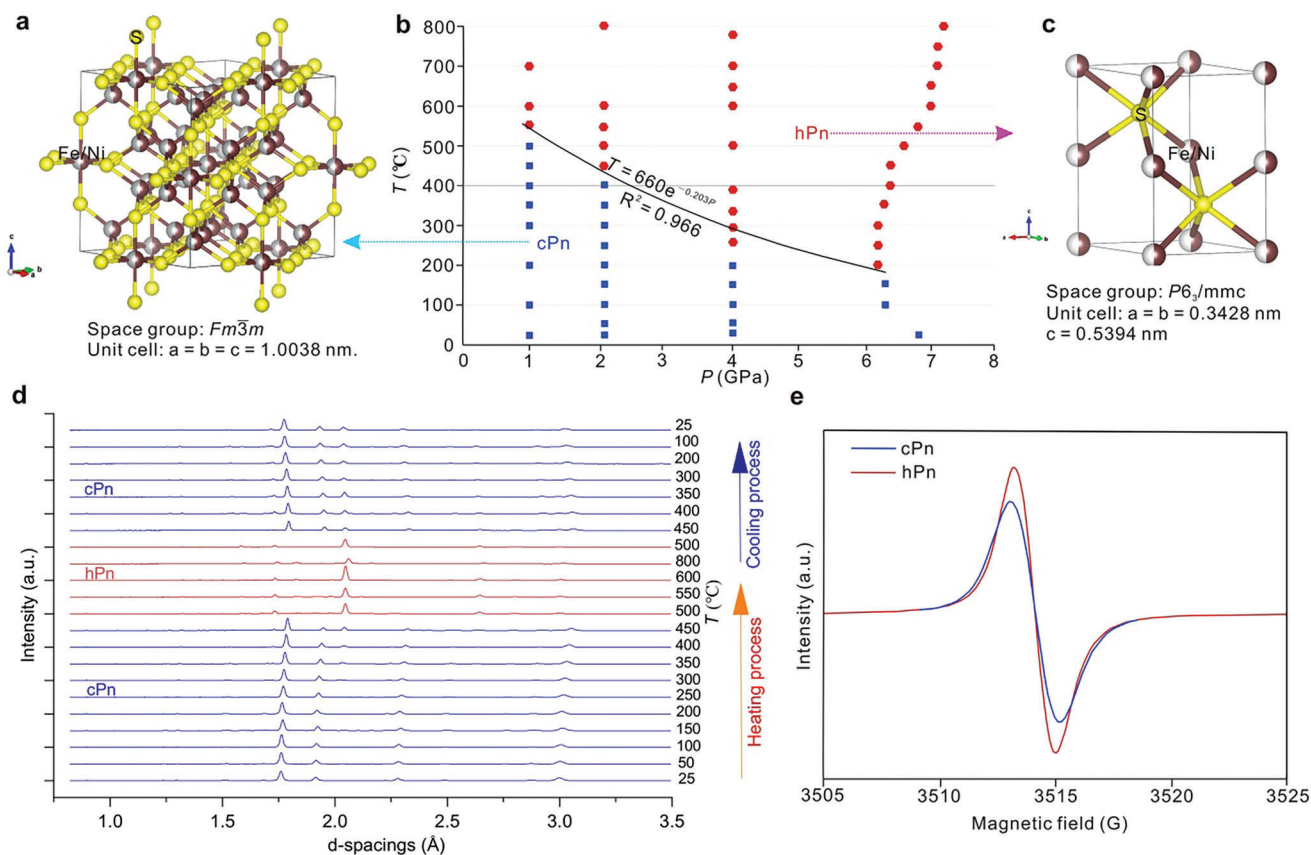 a
S
Fe/Ni
c
b
a
Space group: Fm3̅m
Unit cell: a = b = c = 1.0038 nm.
b
T (℃)
800
700
600
500
400
300
200
100
0
0 1 2 3 4 5 6 7 8
P (GPa)
hPn
cPn
T = 660e^−0.203P
R² = 0.966
c
S
Fe/Ni
c
a b
Space group: P6₃/mmc
Unit cell: a = b = 0.3428 nm
c = 0.5394 nm
d
Intensity (a.u.)
cPn
hPn
cPn
25
100
200
300
350
400
450
500
800
600
550
500
450
400
350
300
250
200
150
100
50
25
T (℃)
Cooling process
Heating process
1.0 1.5 2.0 2.5 3.0 3.5
d-spacings (Å)
e
cPn
hPn
Intensity (a.u.)
3505 3510 3515 3520 3525
Magnetic field (G)